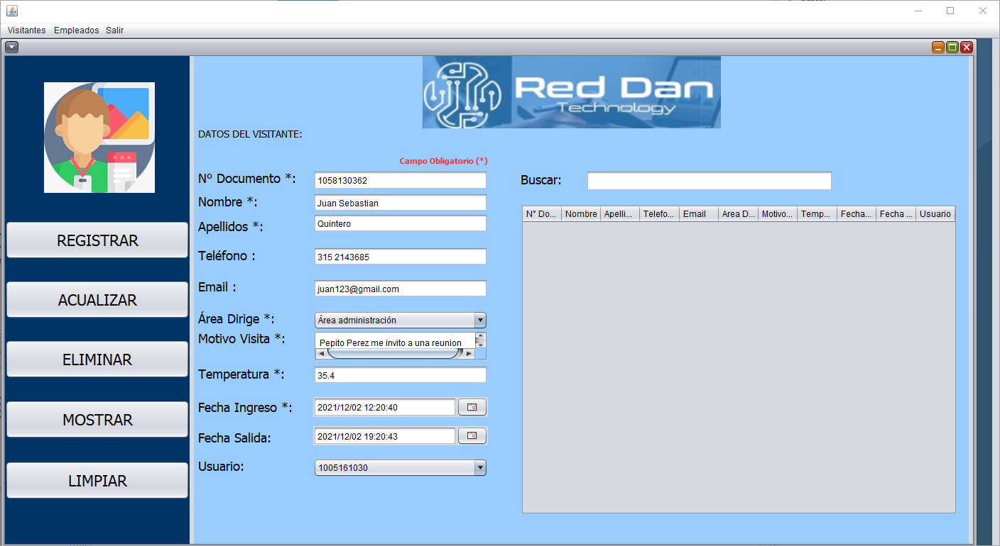 Visitantes Empleados Salir
Red Dan
Technology
DATOS DEL VISITANTE:
Campo Obligatorio (*)
Nº Documento *: 1058130362
Nombre *: Juan Sebastian
Apellidos *: Quintero
Teléfono : 315 2143685
Email : juan123@gmail.com
Área Dirige *: Área administración
Motivo Visita *: Pepito Perez me invito a una reunion
Temperatura *: 35.4
Fecha Ingreso *: 2021/12/02 12:20:40
Fecha Salida: 2021/12/02 19:20:43
Usuario: 1005161030
REGISTRAR
ACUALIZAR
ELIMINAR
MOSTRAR
LIMPIAR
Buscar:
N° Do... Nombre Apelli... Telefo... Email Area D... Motivo... Temp... Fecha... Fecha ... Usuario